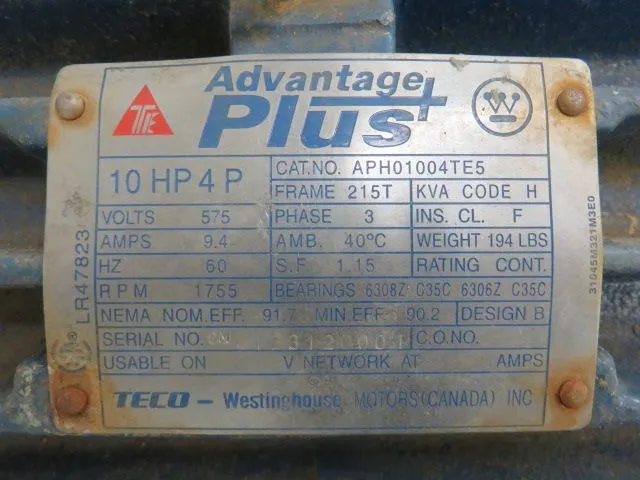 Advantage
Plus+
TE
W
10 HP 4 P
CAT.NO. APH01004TE5
FRAME 215T KVA CODE H
VOLTS 575 PHASE 3 INS. CL. F
AMPS 9.4 AMB. 40°C WEIGHT 194 LBS
HZ 60 S.F 1.15 RATING CONT.
RPM 1755 BEARINGS 6308Z C35C 6306Z C35C
NEMA NOM.EFF. 91.7 MIN.EFF. 90.2 DESIGN B
SERIAL NO. C.O.NO.
USABLE ON V NETWORK AT AMPS
TECO - Westinghouse MOTORS(CANADA) INC
LR47823
31045M321M3E0